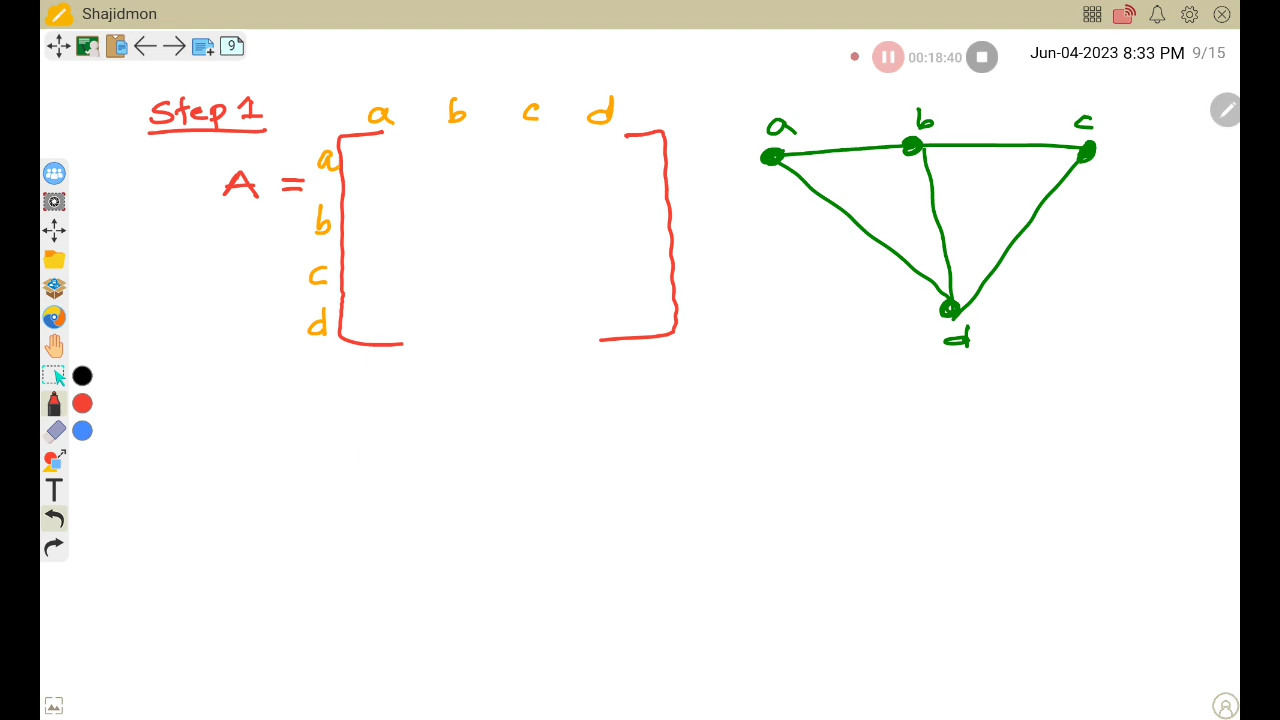 Shajidmon
9
00:18:40
Jun-04-2023 8:33 PM 9/15
Step 1
a b c d
A =
a
b
c
d
a b c
d
T